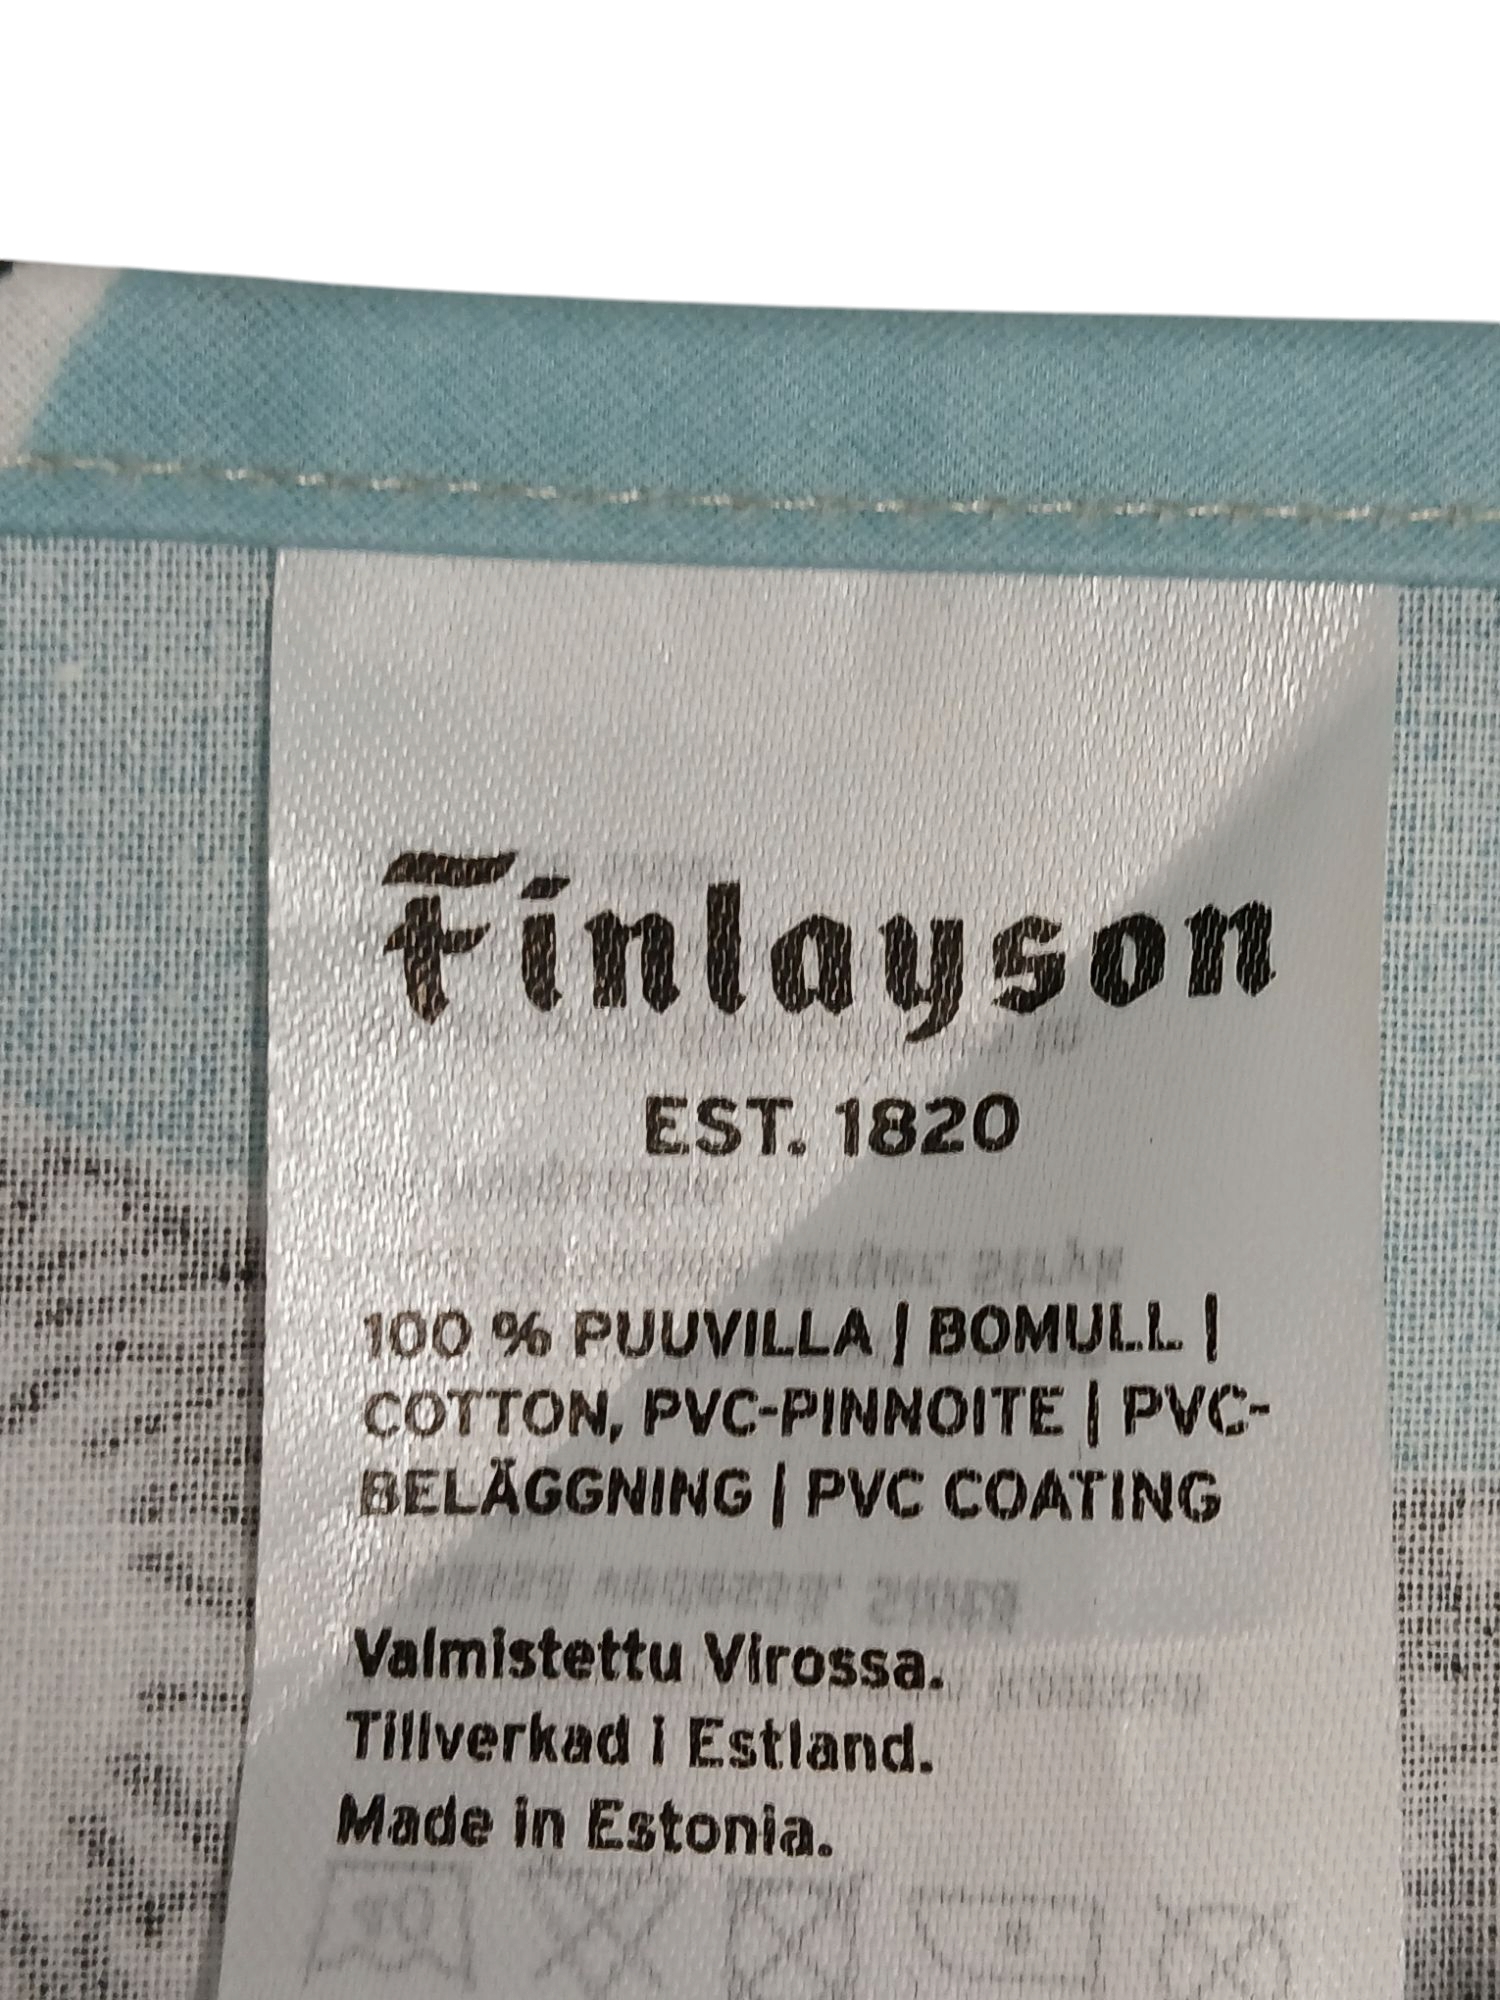 Finlayson
EST. 1820
100 % PUUVILLA | BOMULL |
COTTON, PVC-PINNOITE | PVC-
BELÄGGNING | PVC COATING
Valmistettu Virossa.
Tillverkad i Estland.
Made in Estonia.